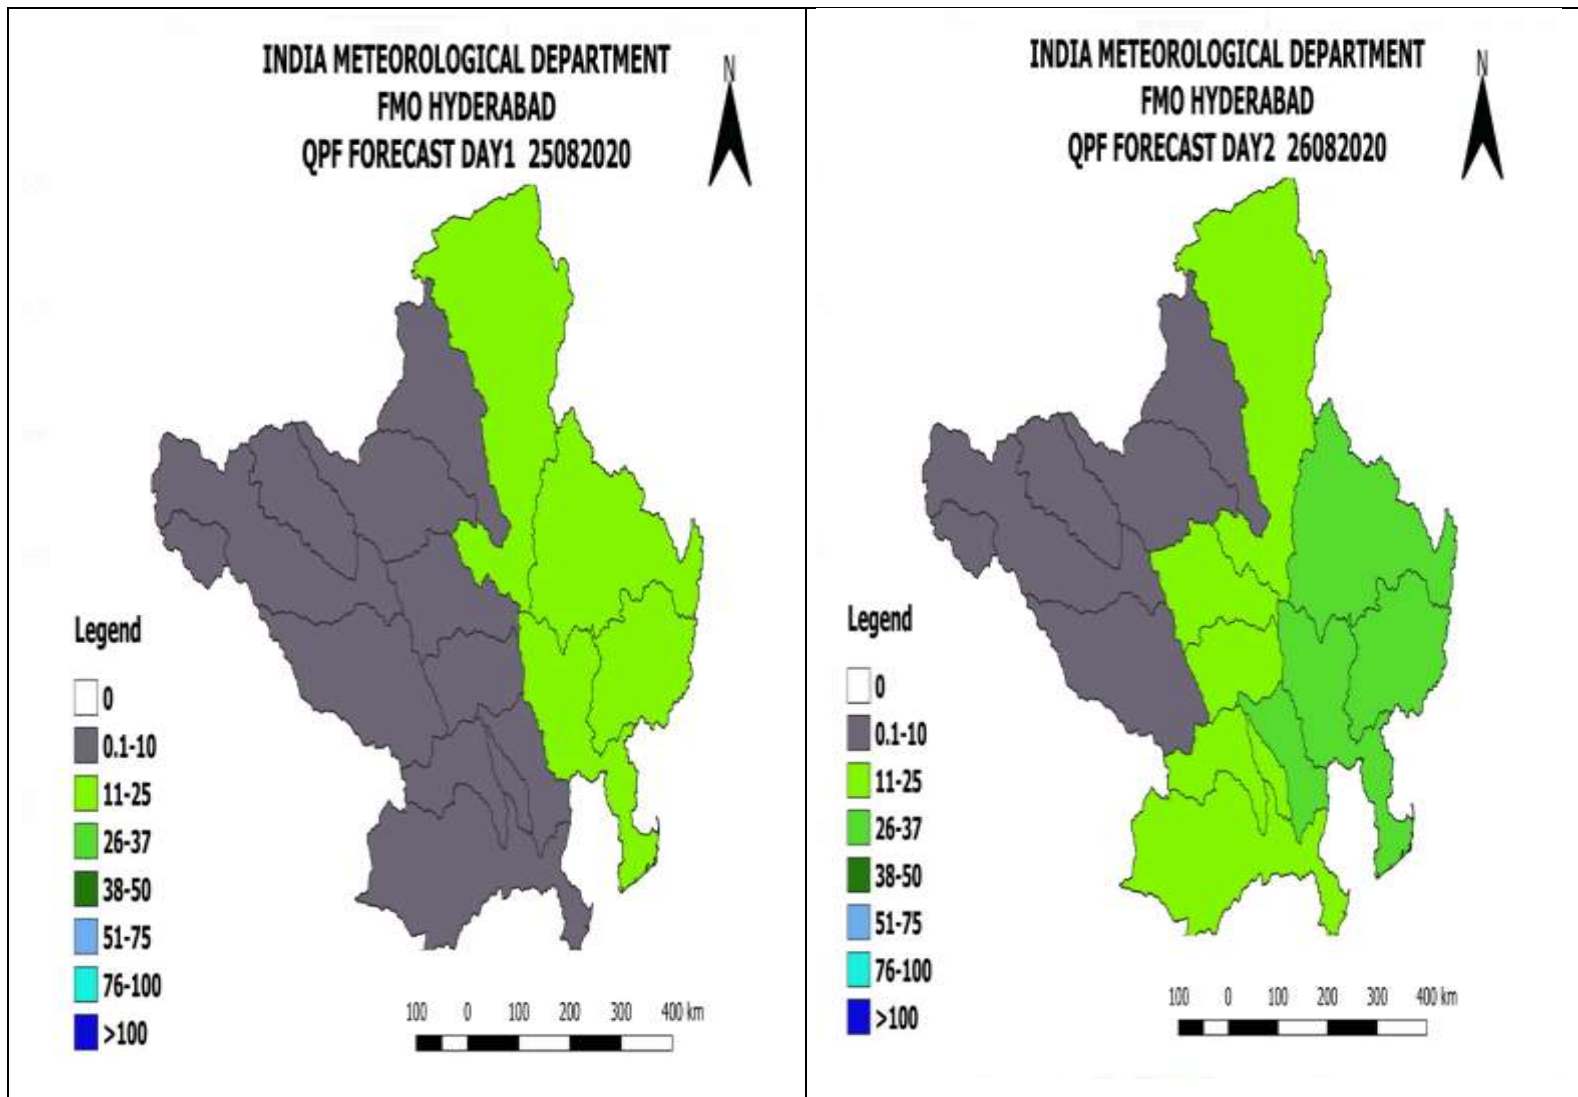 INDIA METEOROLOGICAL DEPARTMENT
FMO HYDERABAD
QPF FORECAST DAY1 25082020
N
Legend
0
0.1-10
11-25
26-37
38-50
51-75
76-100
>100
100 0 100 200 300 400 km
INDIA METEOROLOGICAL DEPARTMENT
FMO HYDERABAD
QPF FORECAST DAY2 26082020
N
Legend
0
0.1-10
11-25
26-37
38-50
51-75
76-100
>100
100 0 100 200 300 400 km